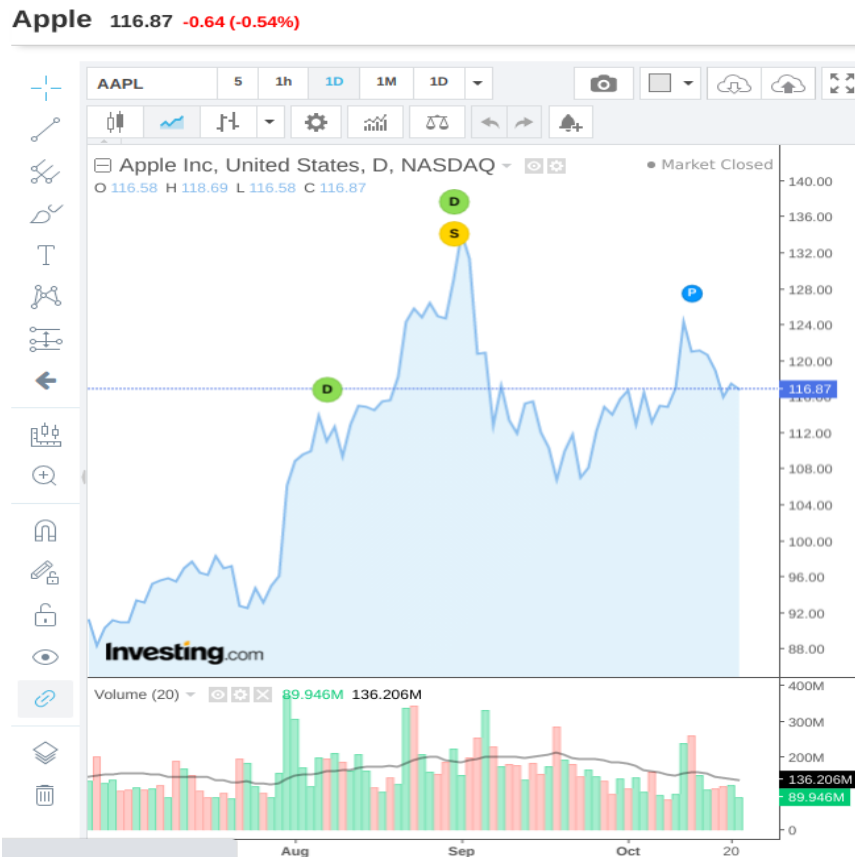 Apple 116.87 -0.64 (-0.54%)
AAPL 5 1h 1D 1M 1D
T
Apple Inc, United States, D, NASDAQ
Market Closed
O 116.58 H 118.69 L 116.58 C 116.87
140.00
D
136.00
S
132.00
P
128.00
124.00
120.00
D
116.87
112.00
108.00
104.00
100.00
96.00
92.00
88.00
Investing.com
Volume (20) 89.946M 136.206M
400M
300M
200M
136.206M
89.946M
0
Aug Sep Oct 20